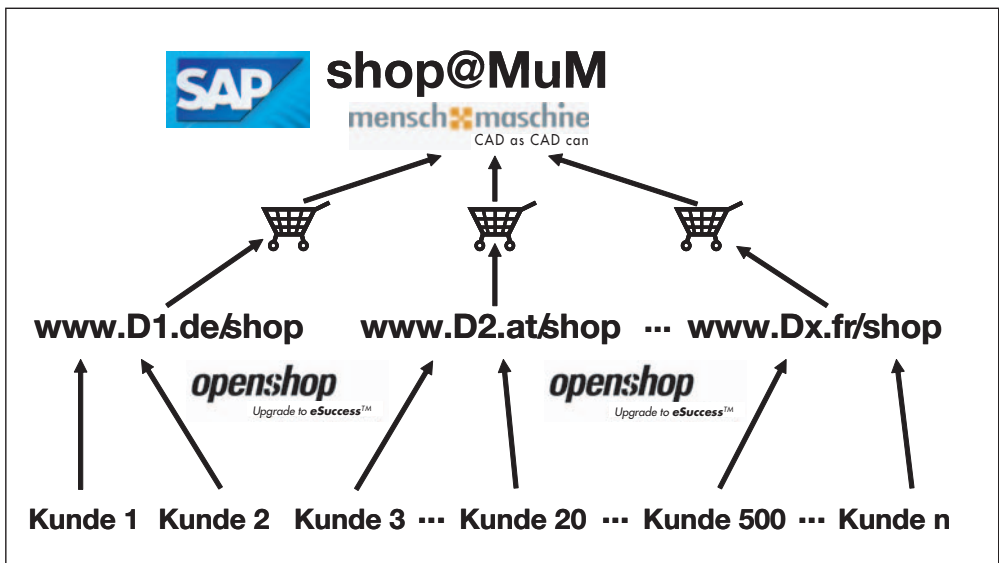 SAP
shop@MuM
mensch maschine
CAD as CAD can
www.D1.de/shop www.D2.at/shop ... www.Dx.fr/shop
openshop openshop
Upgrade to eSuccess™ Upgrade to eSuccess™
Kunde 1 Kunde 2 Kunde 3 ... Kunde 20 ... Kunde 500 ... Kunde n